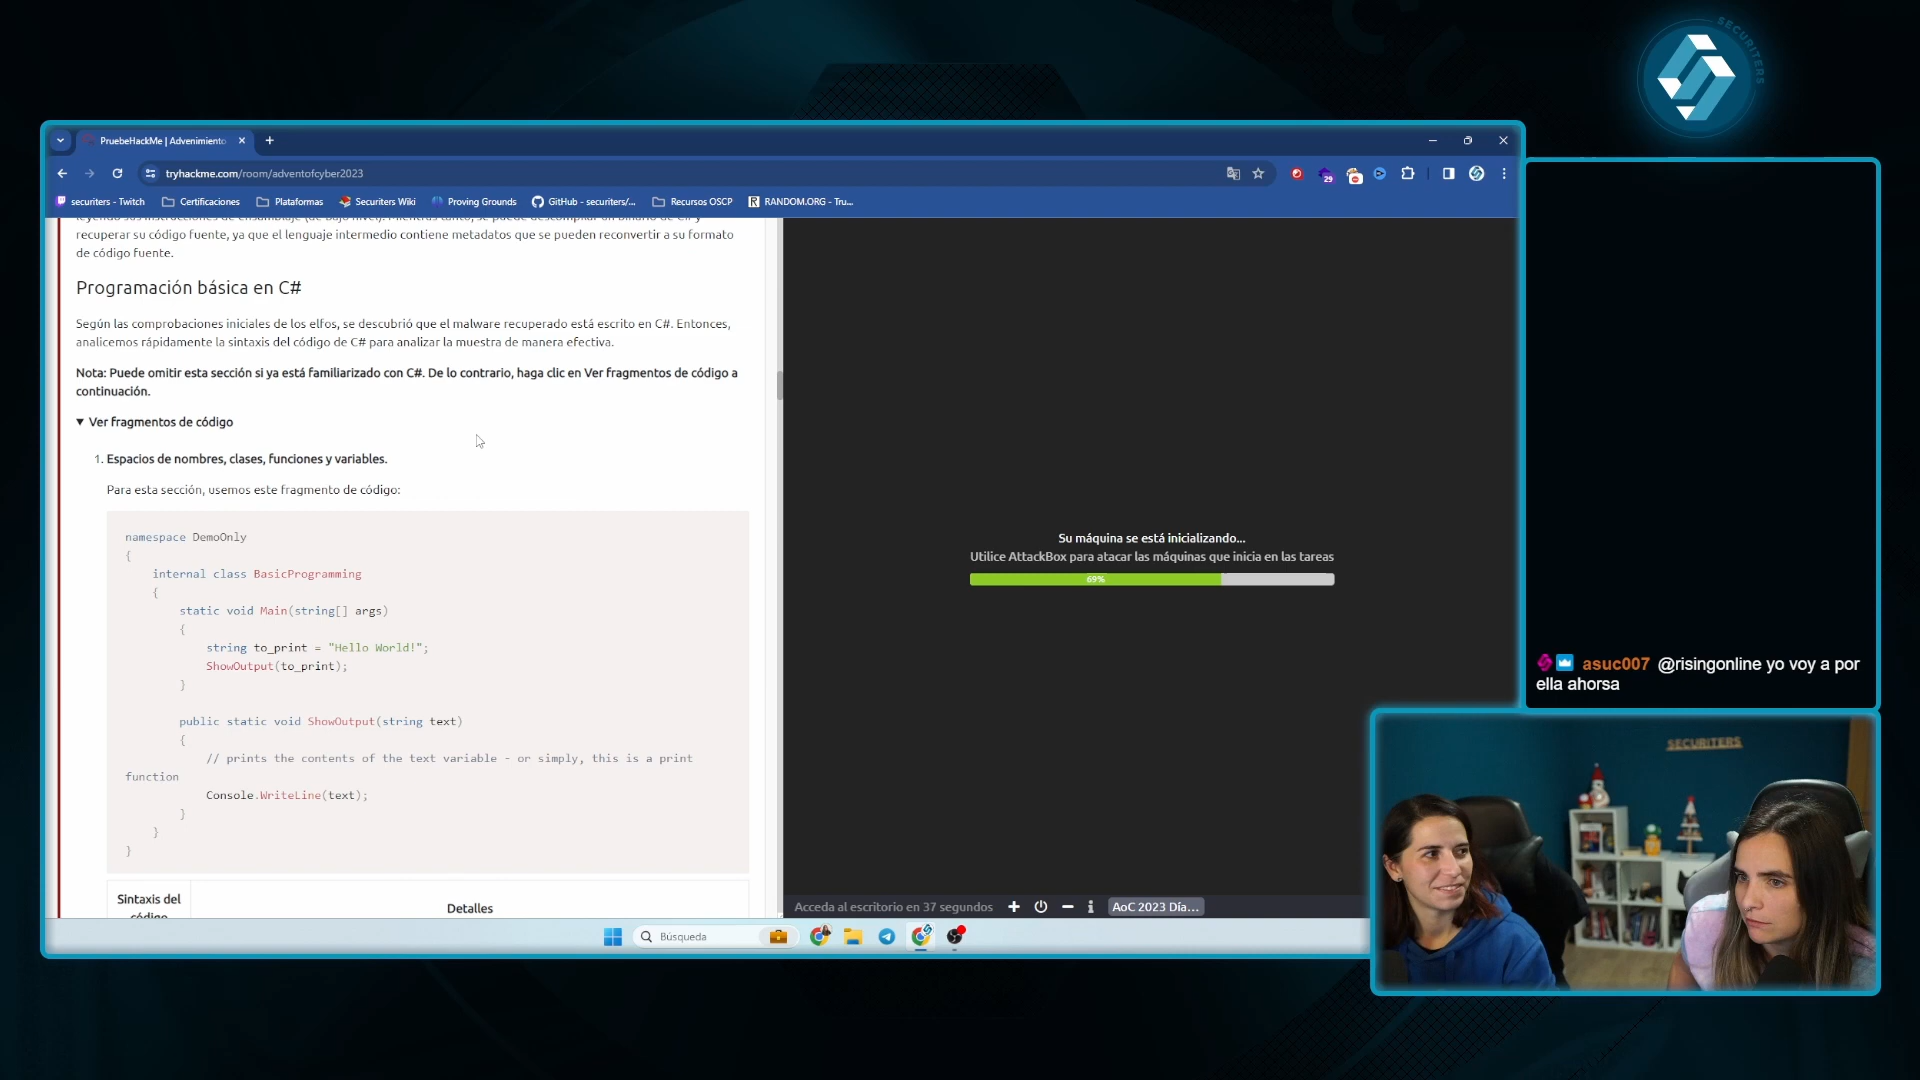 SECURITERS
PruebeHackMe | Advenimiento
tryhackme.com/room/adventofcyber2023
29
securiters - Twitch
Certificaciones
Plataformas
Securiters Wiki
Proving Grounds
GitHub - securiters/...
Recursos OSCP
RANDOM.ORG - Tru...
recuperar su código fuente, ya que el lenguaje intermedio contiene metadatos que se pueden reconvertir a su formato
de código fuente.
Programación básica en C#
Según las comprobaciones iniciales de los elfos, se descubrió que el malware recuperado está escrito en C#. Entonces,
analicemos rápidamente la sintaxis del código de C# para analizar la muestra de manera efectiva.
Nota: Puede omitir esta sección si ya está familiarizado con C#. De lo contrario, haga clic en Ver fragmentos de código a
continuación.
▼ Ver fragmentos de código
1. Espacios de nombres, clases, funciones y variables.
Para esta sección, usemos este fragmento de código:
namespace DemoOnly
{
internal class BasicProgramming
{
static void Main(string[] args)
{
string to_print = "Hello World!";
ShowOutput(to_print);
}
public static void ShowOutput(string text)
{
// prints the contents of the text variable - or simply, this is a print
function
Console.WriteLine(text);
}
}
}
Sintaxis del
código
Detalles
Su máquina se está inicializando...
Utilice AttackBox para atacar las máquinas que inicia en las tareas
69%
Acceda al escritorio en 37 segundos
AoC 2023 Día...
Búsqueda
asuc007 @risingonline yo voy a por
ella ahorsa
SECURITERS